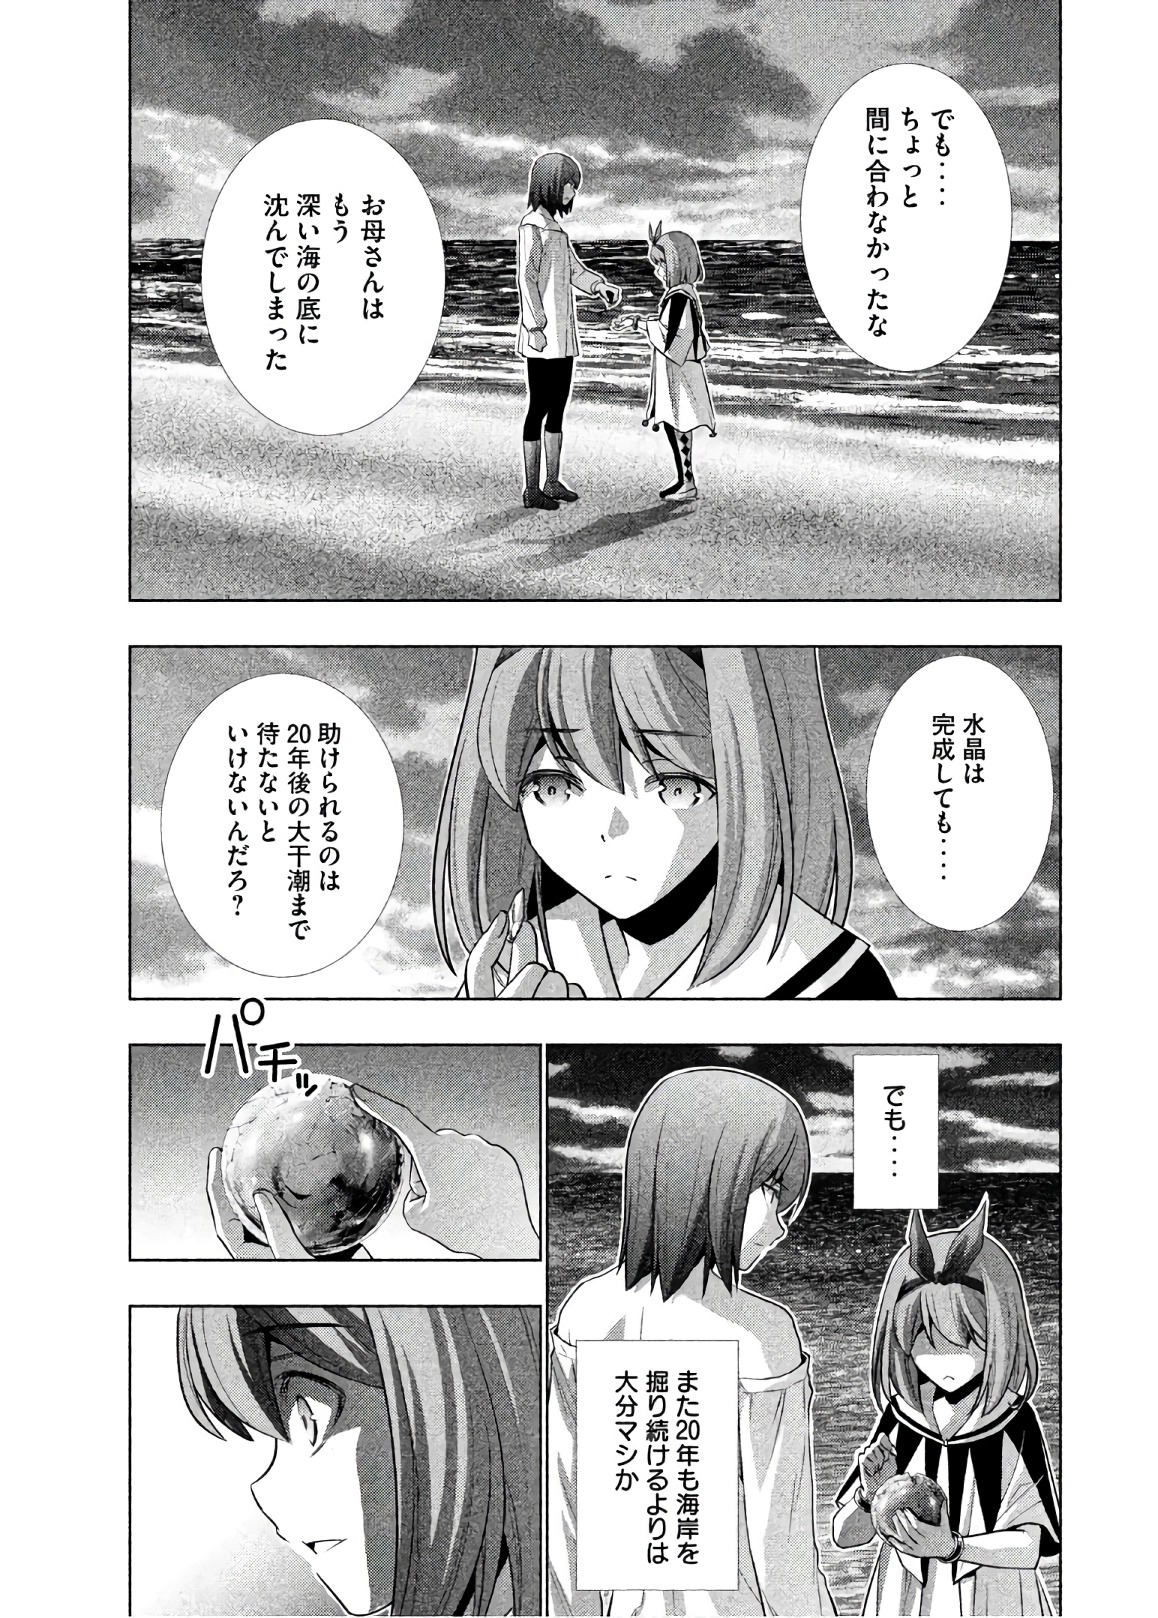 でも‥‥
ちょっと
間に合わなかったな
お母さんは
もう
深い海の底に
沈んでしまった
水晶は
完成しても‥‥
助けられるのは
20年後の大干潮まで
待たないと
いけないんだろ？
でも‥‥
また20年も海岸を
掘り続けるよりは
大分マシか
パチッ